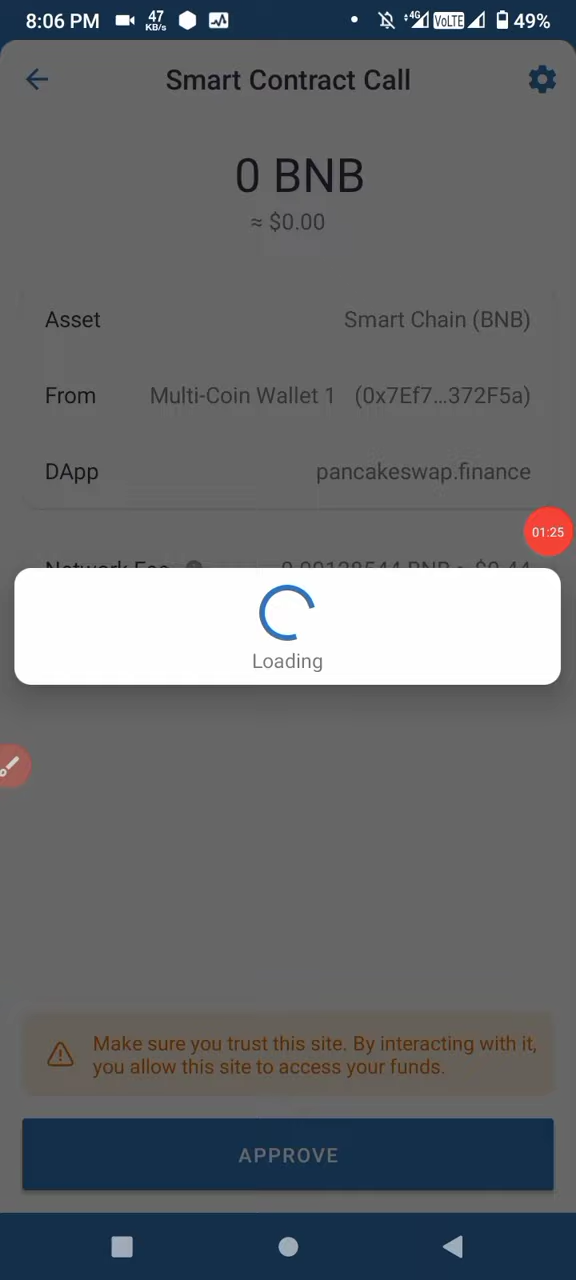 8:06 PM 47 KB/s 4G VoLTE 49%
Smart Contract Call
0 BNB
≈ $0.00
Asset Smart Chain (BNB)
From Multi-Coin Wallet 1 (0x7Ef7...372F5a)
DApp pancakeswap.finance
01:25
Network Fee 0.00128544 BNB ≈ $0.44
Loading
Make sure you trust this site. By interacting with it,
you allow this site to access your funds.
APPROVE